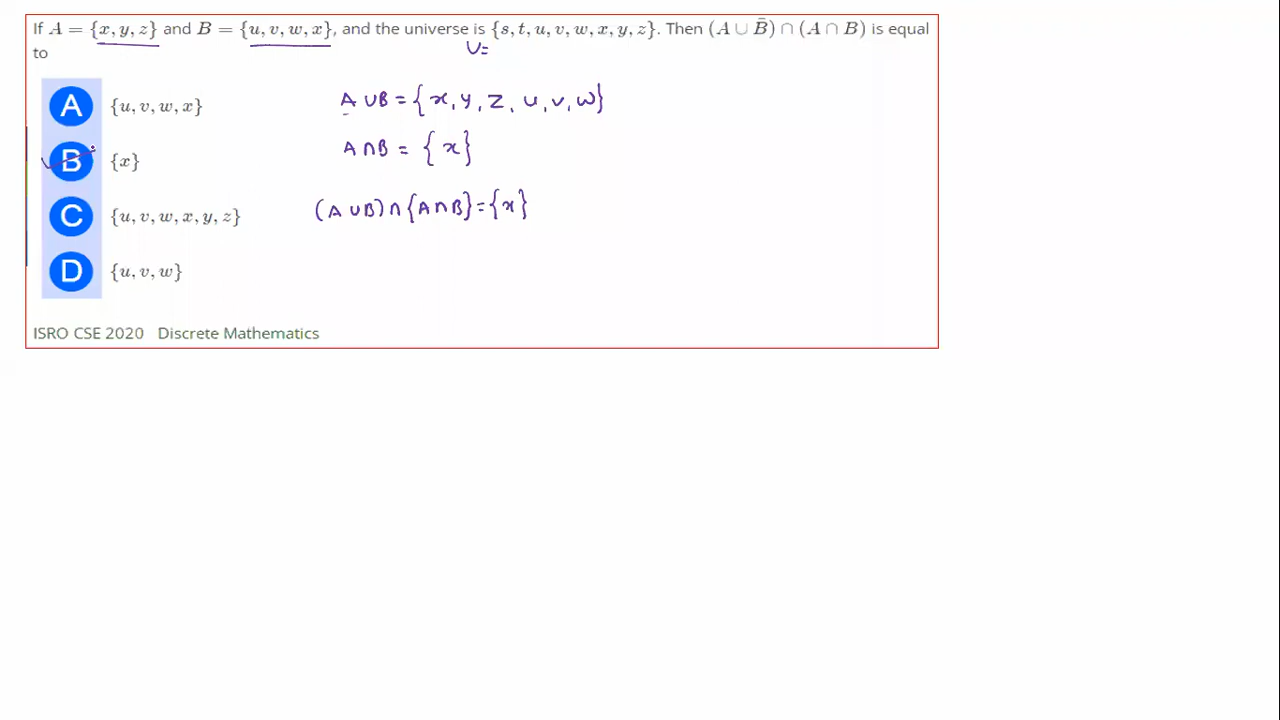 If A = {x, y, z} and B = {u, v, w, x}, and the universe is {s, t, u, v, w, x, y, z}. Then (A ∪ B̄) ∩ (A ∩ B) is equal
to
U=
A {u, v, w, x}
B {x}
C {u, v, w, x, y, z}
D {u, v, w}
A ∪ B = {x, y, z, u, v, w}
A ∩ B = {x}
(A ∪ B) ∩ {A ∩ B} = {x}
ISRO CSE 2020 Discrete Mathematics